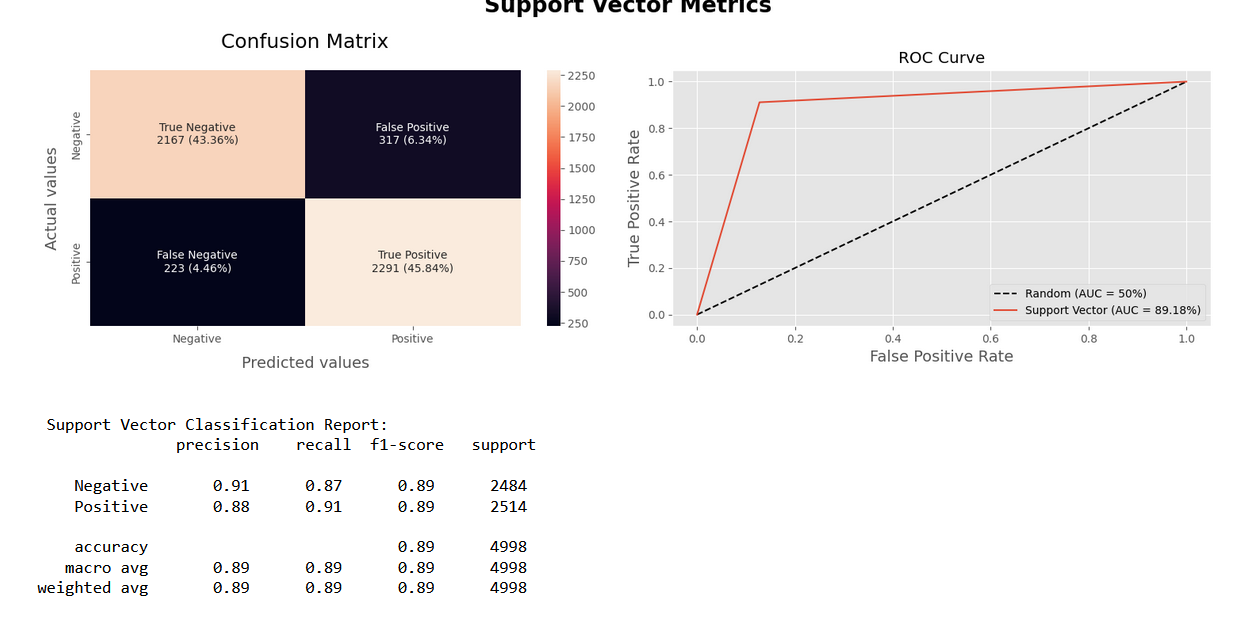 Support Vector Metrics
Confusion Matrix
True Negative
2167 (43.36%)
False Positive
317 (6.34%)
False Negative
223 (4.46%)
True Positive
2291 (45.84%)
Actual values
Negative
Positive
Negative
Positive
Predicted values
2250
2000
1750
1500
1250
1000
750
500
250
ROC Curve
True Positive Rate
1.0
0.8
0.6
0.4
0.2
0.0
0.0 0.2 0.4 0.6 0.8 1.0
False Positive Rate
Random (AUC = 50%)
Support Vector (AUC = 89.18%)
Support Vector Classification Report:
precision recall f1-score support
Negative 0.91 0.87 0.89 2484
Positive 0.88 0.91 0.89 2514
accuracy 0.89 4998
macro avg 0.89 0.89 0.89 4998
weighted avg 0.89 0.89 0.89 4998